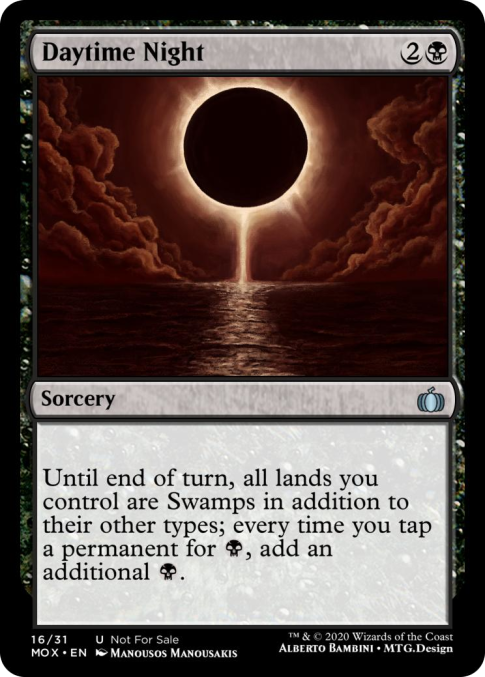 Daytime Night 2
Sorcery
Until end of turn, all lands you
control are Swamps in addition to
their other types; every time you tap
a permanent for , add an
additional .
16/31 U Not For Sale
MOX • EN Manousos Manousakis
™ & © 2020 Wizards of the Coast
Alberto Bambini • MTG.Design